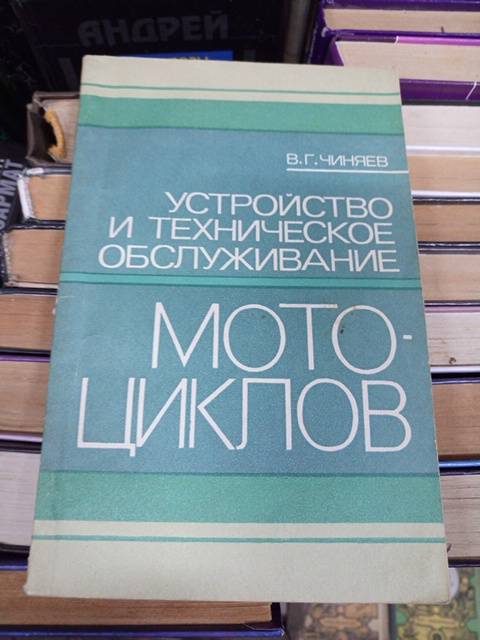 АНДРЕЙ
В.Г. ЧИНЯЕВ
УСТРОЙСТВО
И ТЕХНИЧЕСКОЕ
ОБСЛУЖИВАНИЕ
МОТО-
ЦИКЛОВ